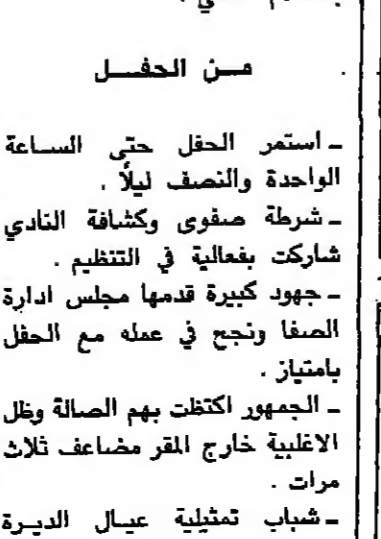 من الحفل
ـ استمر الحفل حتى الساعة
الواحدة والنصف ليلًا .
ـ شرطة صفوى وكشافة النادي
شاركت بفعالية في التنظيم .
ـ جهود كبيرة قدمها مجلس ادارة
الصفا ونجح في عمله مع الحفل
بامتياز .
ـ الجمهور اكتظت بهم الصالة وظل
الاغلبية خارج المقر مضاعف ثلاث
مرات .
ـ شباب تمثيلية عيال الديرة